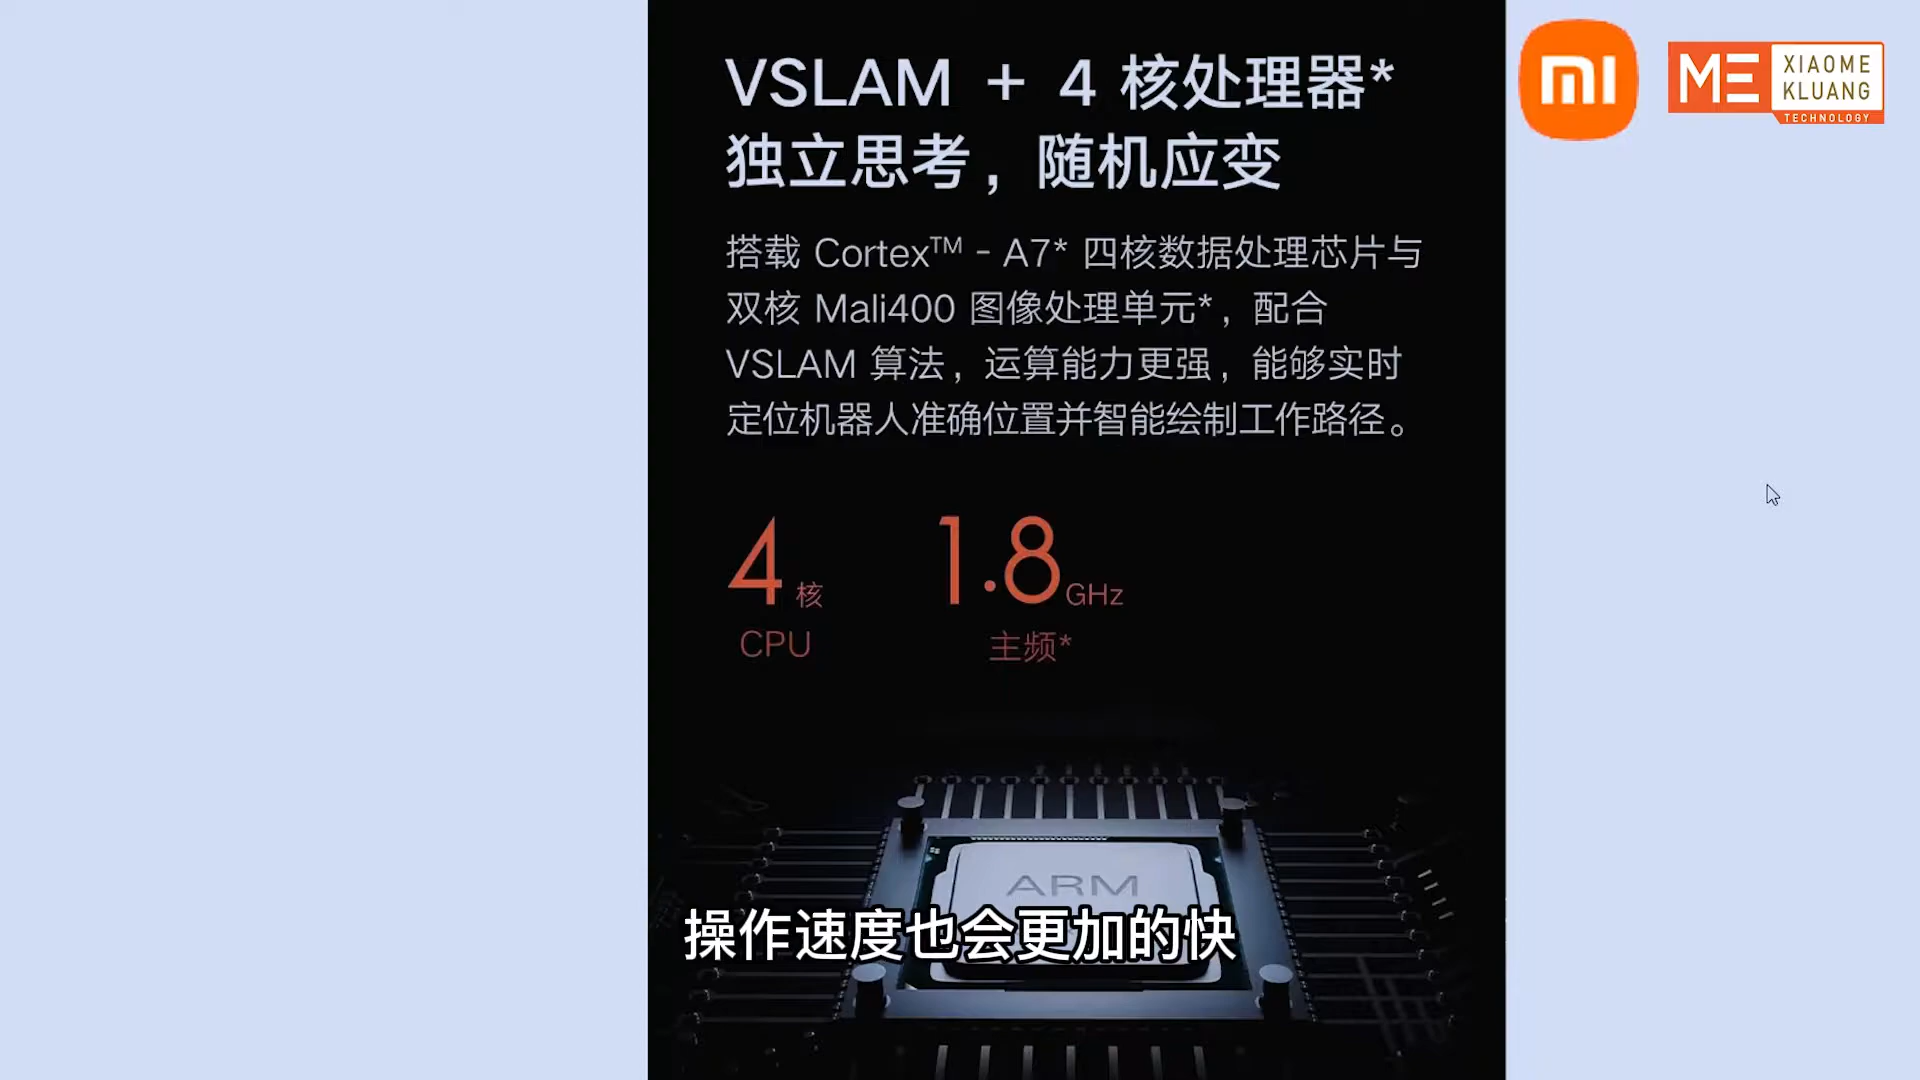 VSLAM + 4 核处理器*
独立思考，随机应变
搭载 Cortex™ - A7* 四核数据处理芯片与
双核 Mali400 图像处理单元*，配合
VSLAM 算法，运算能力更强，能够实时
定位机器人准确位置并智能绘制工作路径。
4 核
CPU
1.8 GHz
主频*
ARM
操作速度也会更加的快
mi
ME XIAOME
KLUANG
TECHNOLOGY